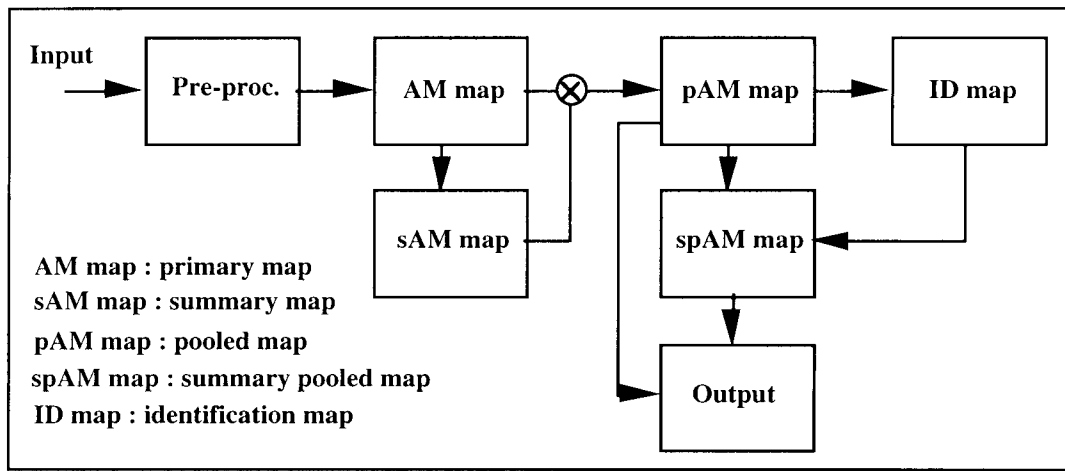 Input
Pre-proc.
AM map
pAM map
ID map
sAM map
spAM map
Output
AM map : primary map
sAM map : summary map
pAM map : pooled map
spAM map : summary pooled map
ID map : identification map